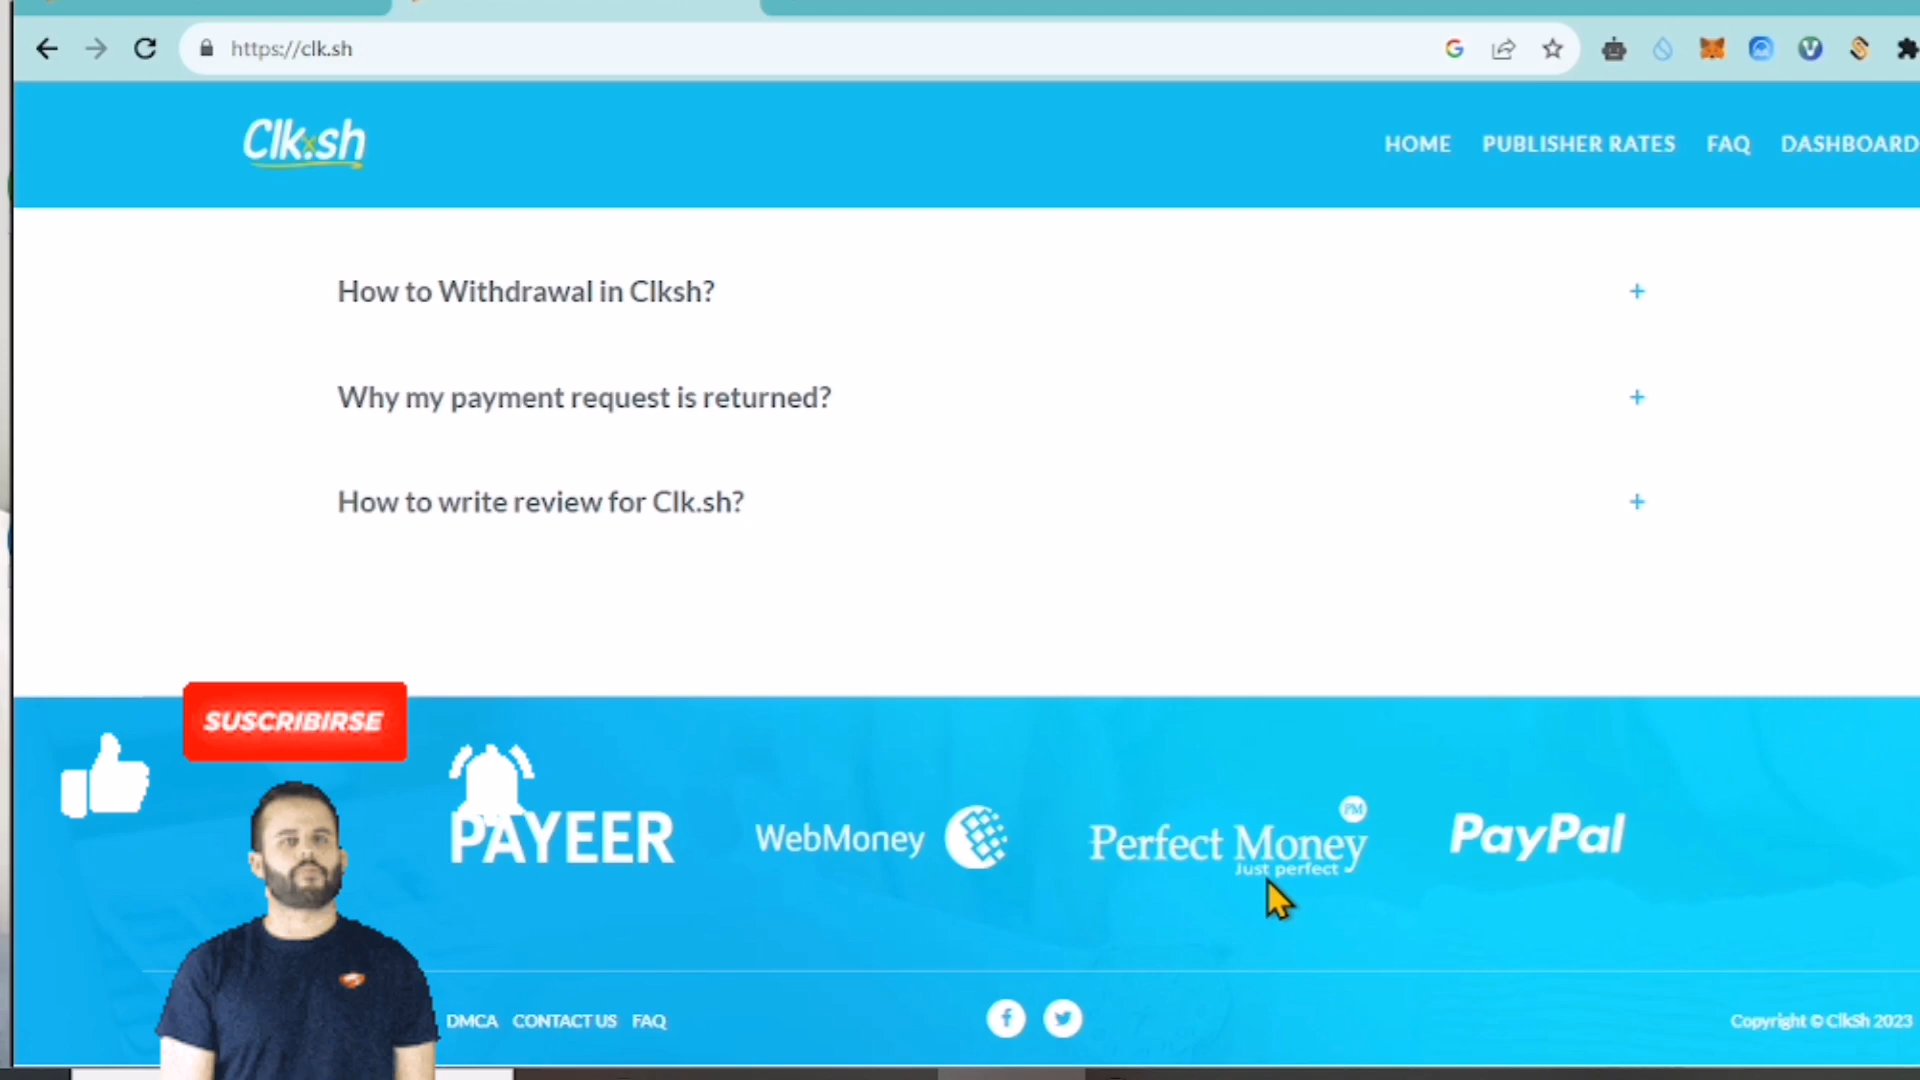 https://clk.sh
Clk.sh
HOME PUBLISHER RATES FAQ DASHBOARD
How to Withdrawal in Clksh?
+
Why my payment request is returned?
+
How to write review for Clk.sh?
+
SUSCRIBIRSE
PAYEER
WebMoney
Perfect Money
PM
Just perfect
PayPal
DMCA CONTACT US FAQ
Copyright © ClkSh 2023